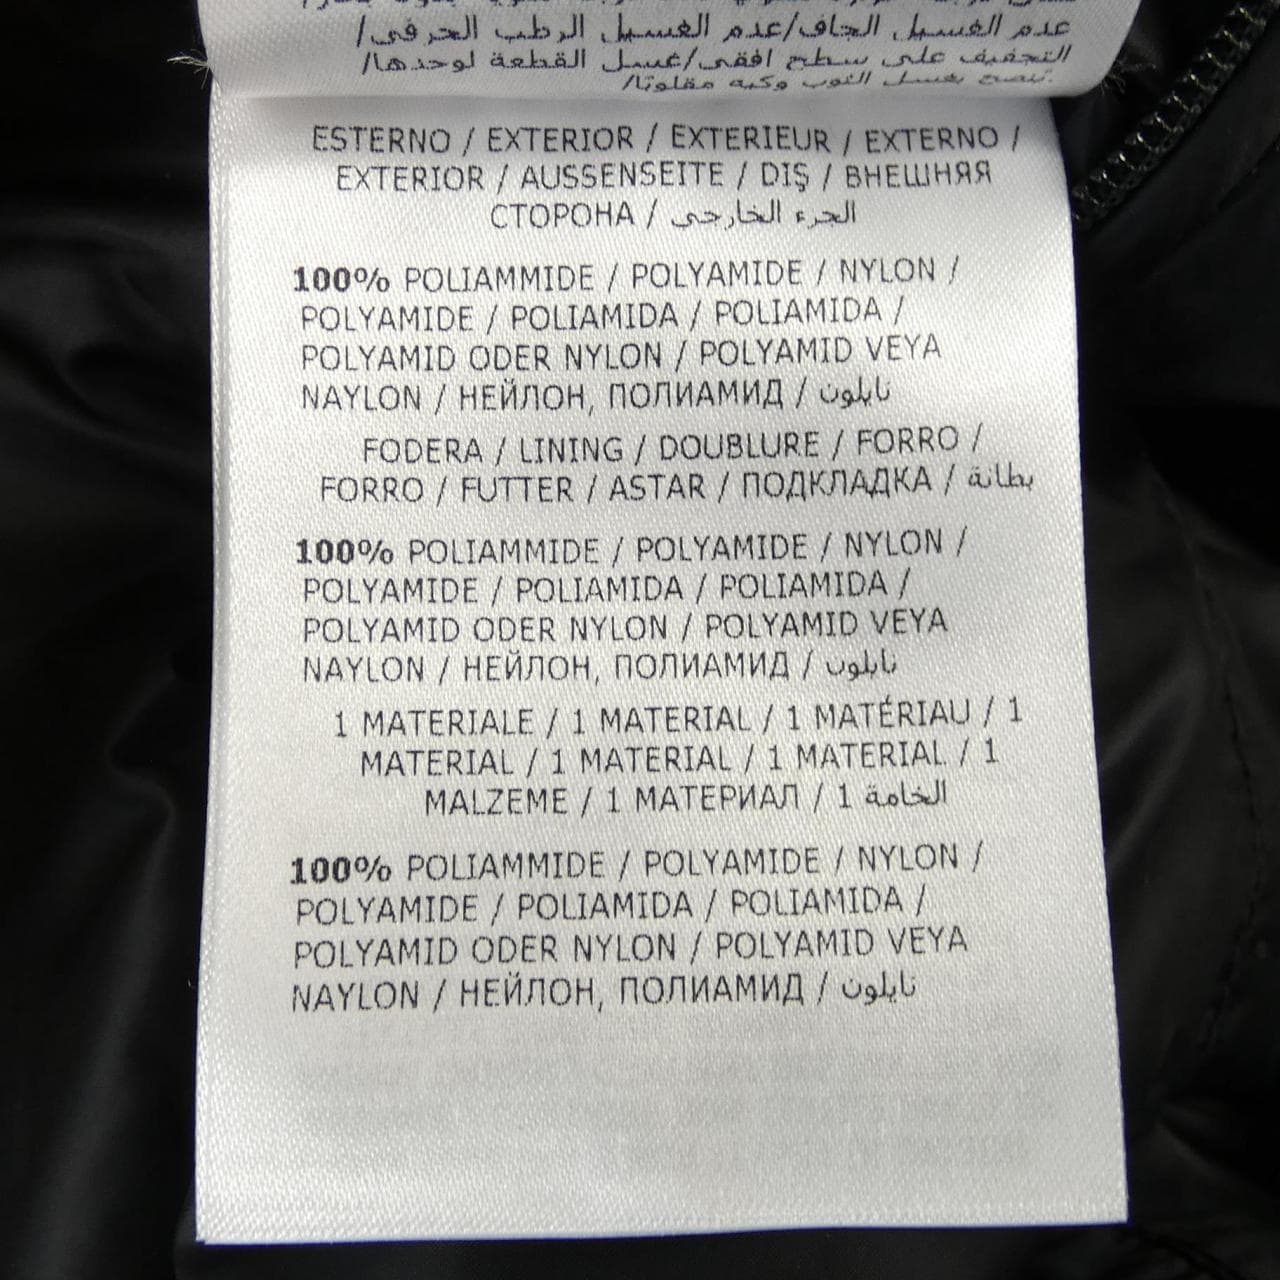 عدم الغسيل الجاف/عدم الغسيل الرطب الحرفي/
التجفيف على سطح افقي/غسل القطعة لوحدها/
ينصح بغسل الثوب وكيه مقلوبًا/
ESTERNO / EXTERIOR / EXTERIEUR / EXTERNO /
EXTERIOR / AUSSENSEITE / DIŞ / ВНЕШНЯЯ
СТОРОНА / الجزء الخارجي
100% POLIAMMIDE / POLYAMIDE / NYLON /
POLYAMIDE / POLIAMIDA / POLIAMIDA /
POLYAMID ODER NYLON / POLYAMID VEYA
NAYLON / НЕЙЛОН, ПОЛИАМИД / نايلون
FODERA / LINING / DOUBLURE / FORRO /
FORRO / FUTTER / ASTAR / ПОДКЛАДКА / بطانة
100% POLIAMMIDE / POLYAMIDE / NYLON /
POLYAMIDE / POLIAMIDA / POLIAMIDA /
POLYAMID ODER NYLON / POLYAMID VEYA
NAYLON / НЕЙЛОН, ПОЛИАМИД / نايلون
1 MATERIALE / 1 MATERIAL / 1 MATÉRIAU / 1
MATERIAL / 1 MATERIAL / 1 MATERIAL / 1
MALZEME / 1 МАТЕРИАЛ / 1 الخامة
100% POLIAMMIDE / POLYAMIDE / NYLON /
POLYAMIDE / POLIAMIDA / POLIAMIDA /
POLYAMID ODER NYLON / POLYAMID VEYA
NAYLON / НЕЙЛОН, ПОЛИАМИД / نايلون